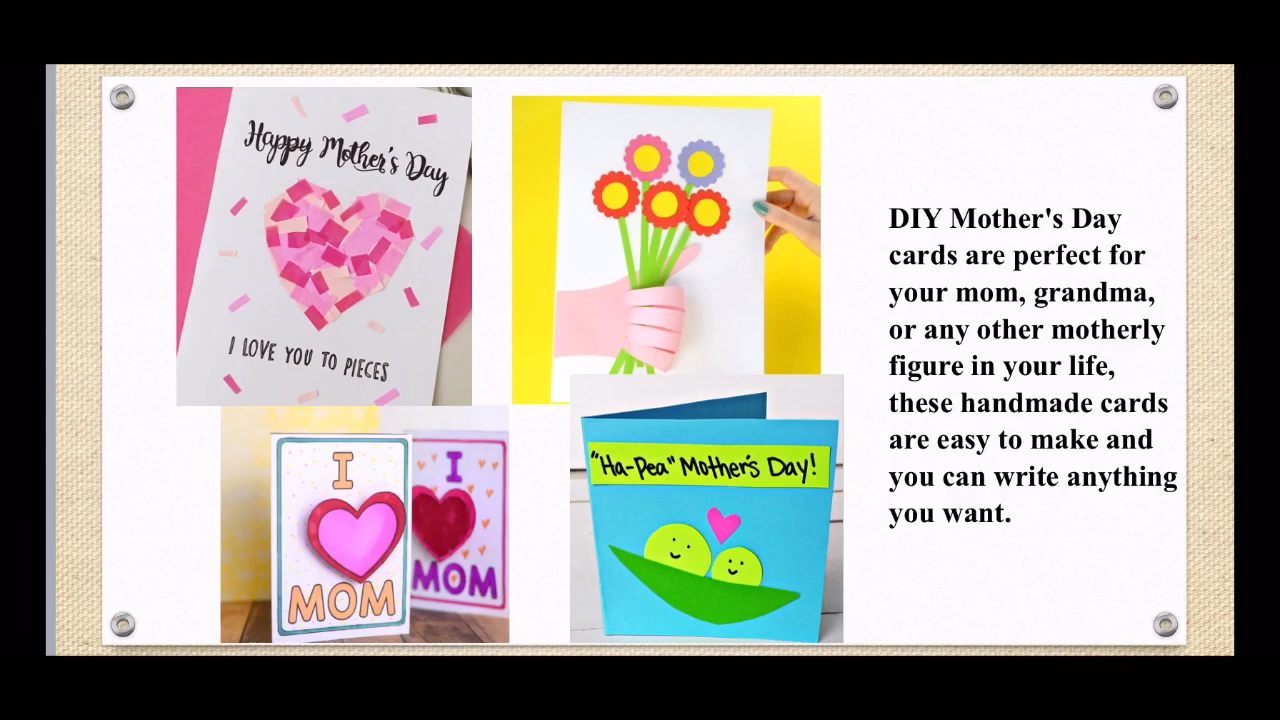 Happy Mother's Day
I LOVE YOU TO PIECES
I
MOM
I
MOM
"Ha-Pea" Mother's Day!
DIY Mother's Day
cards are perfect for
your mom, grandma,
or any other motherly
figure in your life,
these handmade cards
are easy to make and
you can write anything
you want.